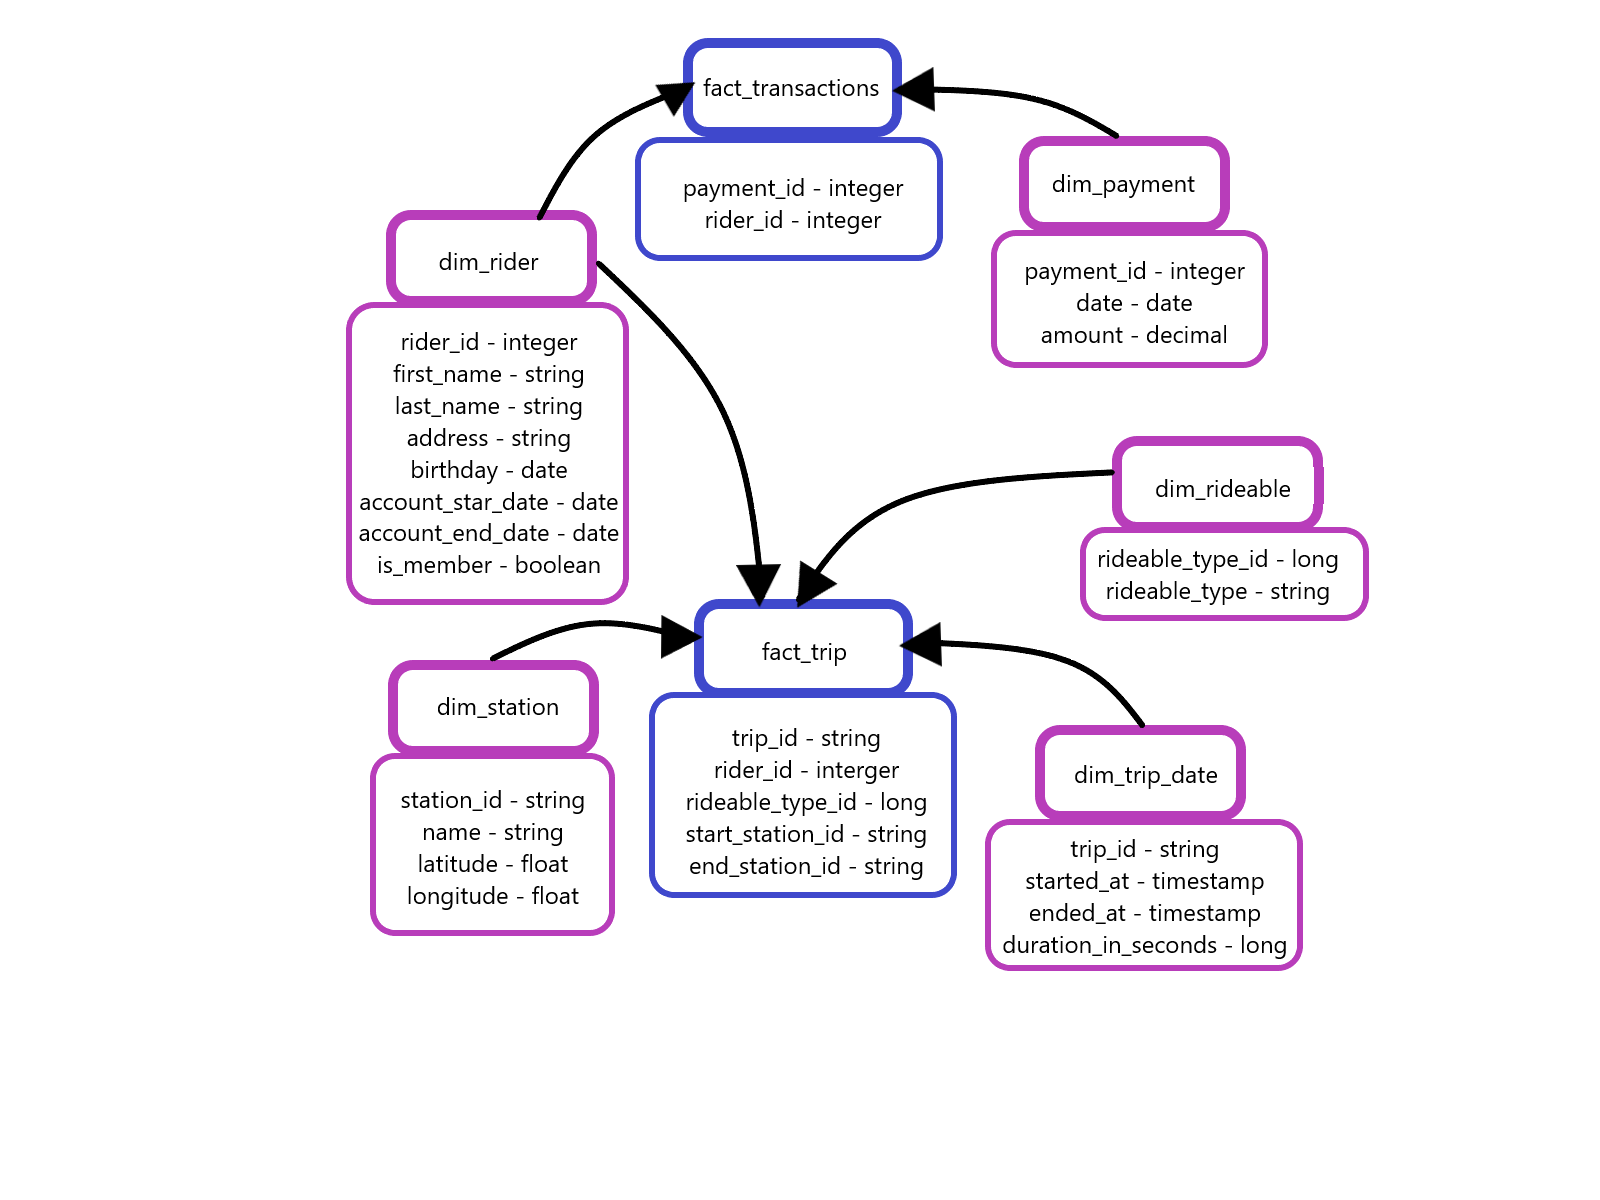 fact_transactions
payment_id - integer
rider_id - integer
dim_payment
payment_id - integer
date - date
amount - decimal
dim_rider
rider_id - integer
first_name - string
last_name - string
address - string
birthday - date
account_star_date - date
account_end_date - date
is_member - boolean
dim_rideable
rideable_type_id - long
rideable_type - string
fact_trip
trip_id - string
rider_id - interger
rideable_type_id - long
start_station_id - string
end_station_id - string
dim_station
station_id - string
name - string
latitude - float
longitude - float
dim_trip_date
trip_id - string
started_at - timestamp
ended_at - timestamp
duration_in_seconds - long